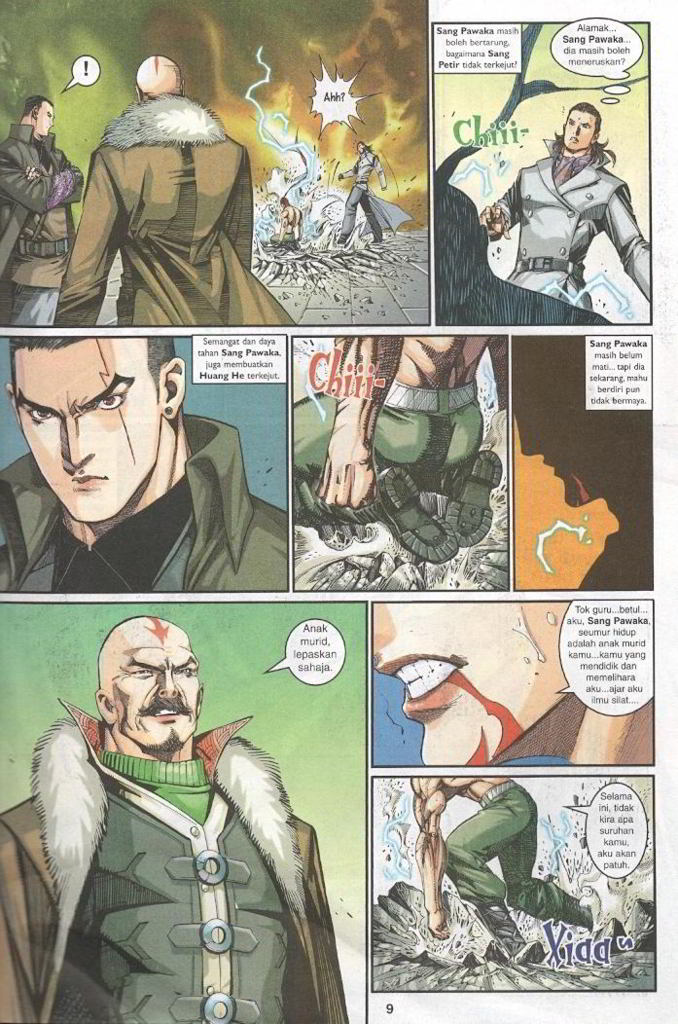 !
Ahh?
Sang Pawaka masih
boleh bertarung,
bagaimana Sang
Petir tidak terkejut?
Alamak...
Sang Pawaka...
dia masih boleh
meneruskan?
Chiii-
Semangat dan daya
tahan Sang Pawaka,
juga membuatkan
Huang He terkejut.
Chiii-
Sang Pawaka
masih belum
mati... tapi dia
sekarang, mahu
berdiri pun
tidak bermaya.
Anak
murid,
lepaskan
sahaja.
Tok guru...betul...
aku, Sang Pawaka,
seumur hidup
adalah anak murid
kamu...kamu yang
mendidik dan
memelihara
aku...ajar aku
ilmu silat....
Selama
ini, tidak
kira apa
suruhan
kamu,
aku akan
patuh.
9